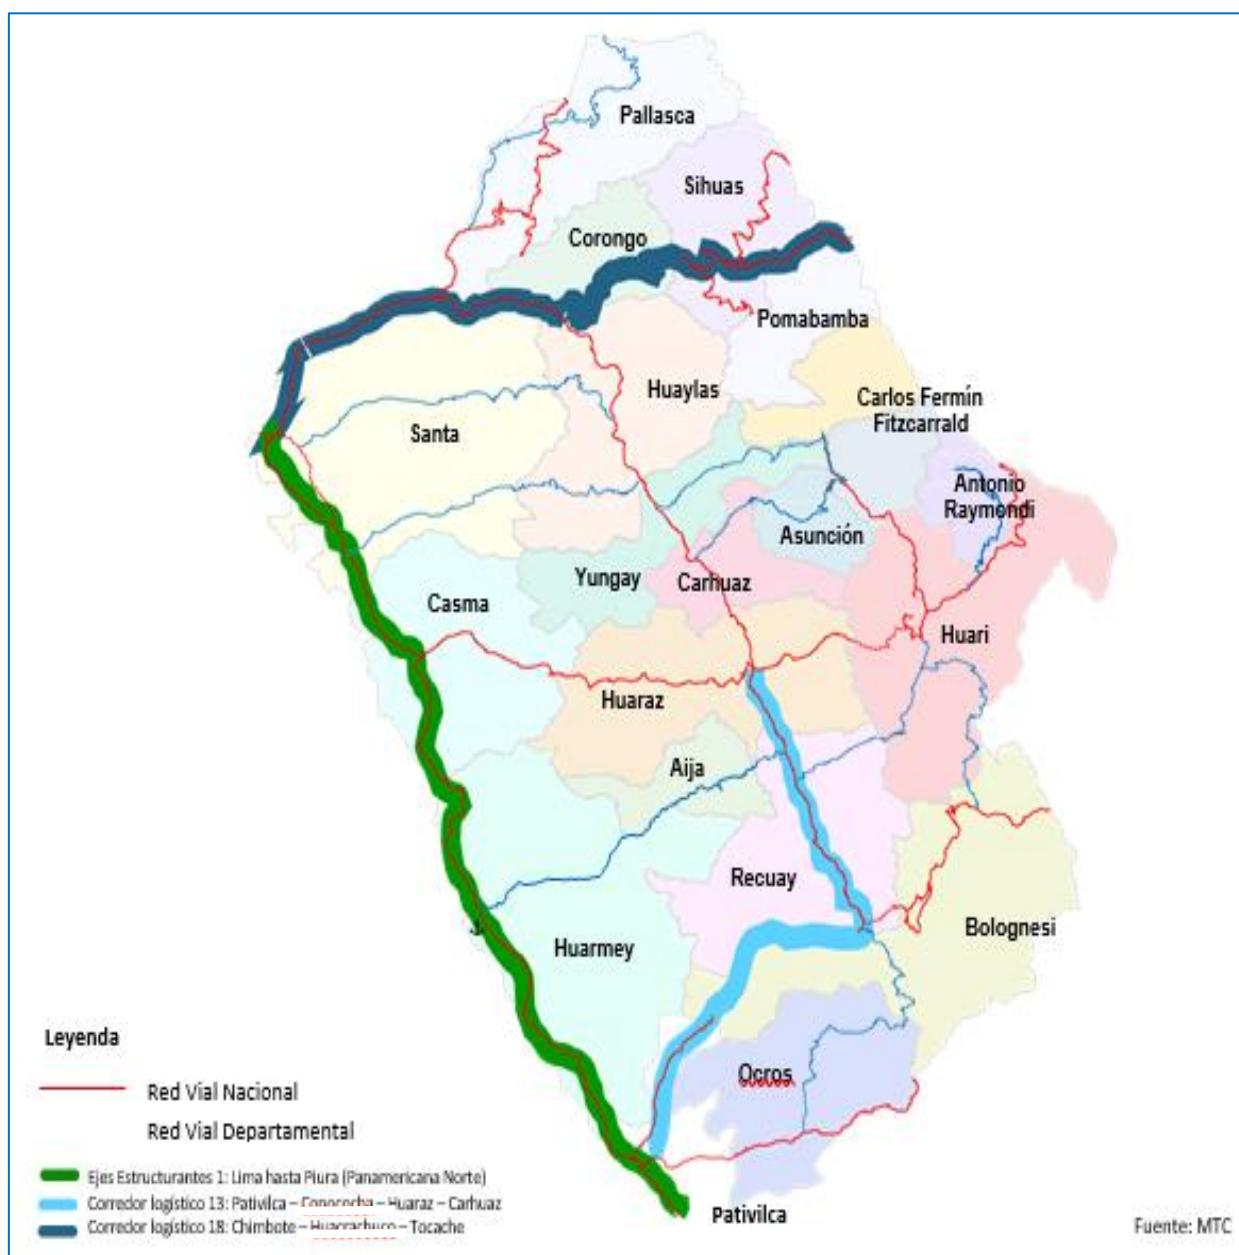 Pallasca
Sihuas
Corongo
Pomabamba
Huaylas
Carlos Fermín
Fitzcarrald
Santa
Antonio
Raymondi
Asunción
Yungay
Carhuaz
Casma
Huari
Huaraz
Aija
Recuay
Bolognesi
Huarmey
Ocros
Pativilca
Leyenda
Red Vial Nacional
Red Vial Departamental
Ejes Estructurantes 1: Lima hasta Piura (Panamericana Norte)
Corredor logístico 13: Pativilca – Conococha – Huaraz – Carhuaz
Corredor logístico 18: Chimbote – Huacrachuco – Tocache
Fuente: MTC